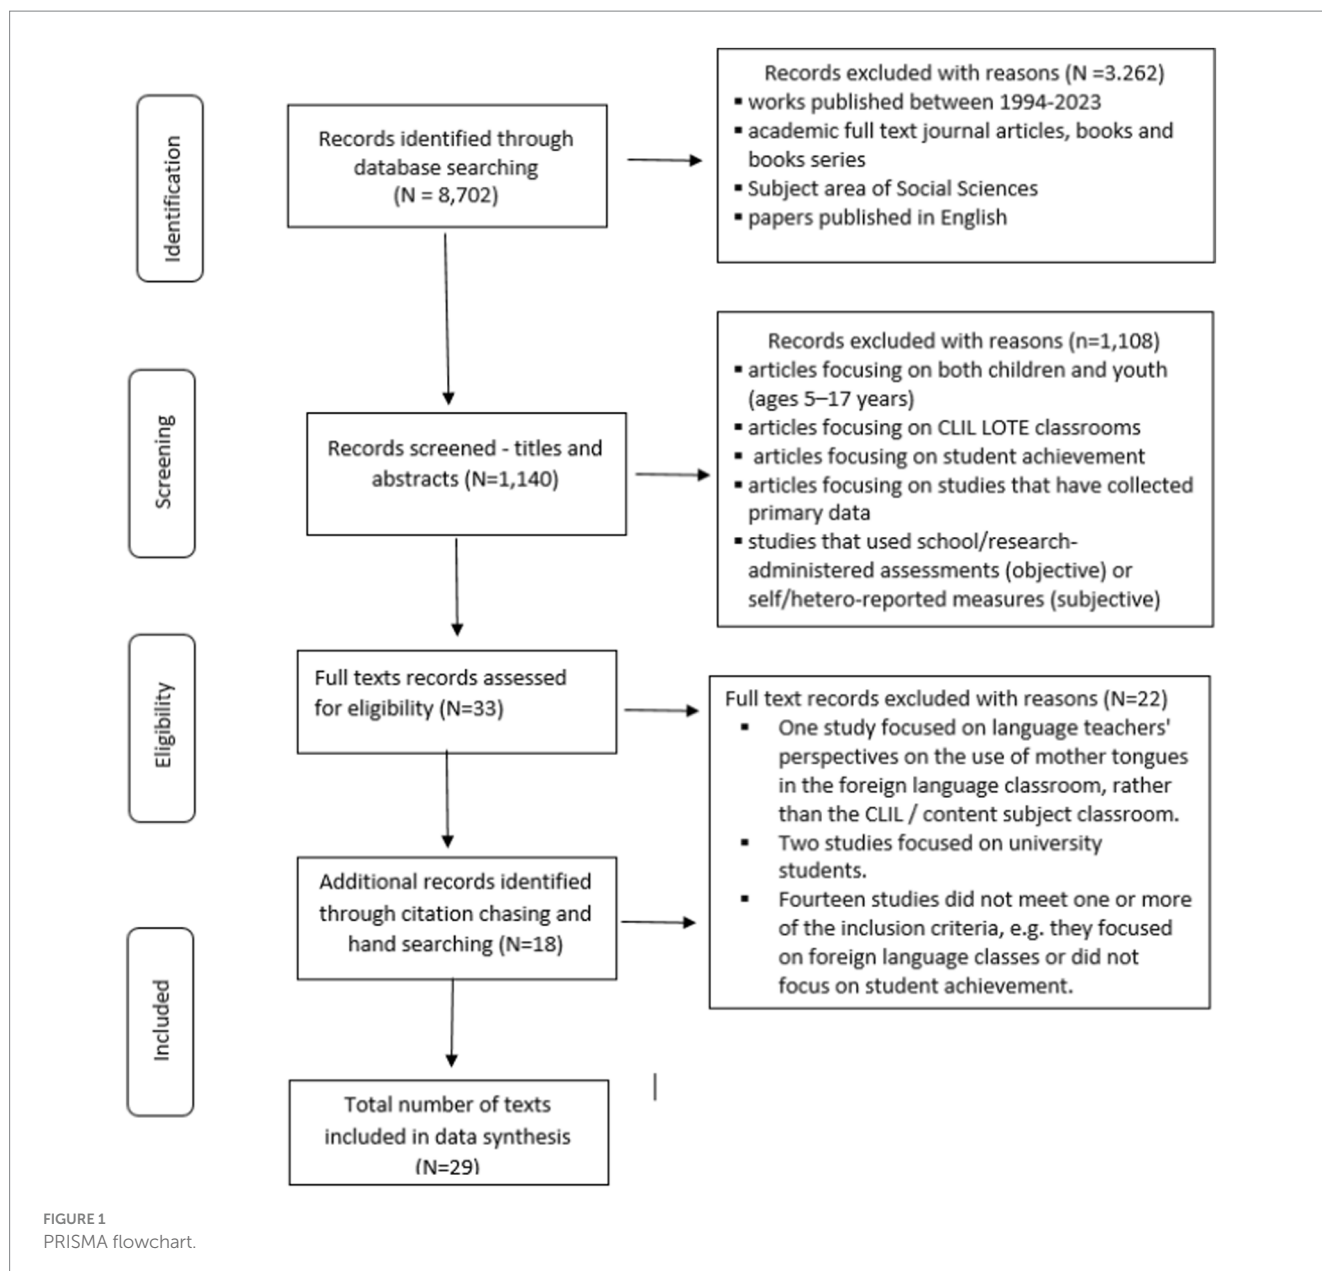 Identification
Records identified through
database searching
(N = 8,702)
Records excluded with reasons (N =3.262)
▪ works published between 1994-2023
▪ academic full text journal articles, books and
books series
▪ Subject area of Social Sciences
▪ papers published in English
Screening
Records screened - titles and
abstracts (N=1,140)
Records excluded with reasons (n=1,108)
▪ articles focusing on both children and youth
(ages 5–17 years)
▪ articles focusing on CLIL LOTE classrooms
▪ articles focusing on student achievement
▪ articles focusing on studies that have collected
primary data
▪ studies that used school/research-
administered assessments (objective) or
self/hetero-reported measures (subjective)
Eligibility
Full texts records assessed
for eligibility (N=33)
Full text records excluded with reasons (N=22)
▪ One study focused on language teachers'
perspectives on the use of mother tongues
in the foreign language classroom, rather
than the CLIL / content subject classroom.
▪ Two studies focused on university
students.
▪ Fourteen studies did not meet one or more
of the inclusion criteria, e.g. they focused
on foreign language classes or did not
focus on student achievement.
Additional records identified
through citation chasing and
hand searching (N=18)
Included
Total number of texts
included in data synthesis
(N=29)
FIGURE 1
PRISMA flowchart.